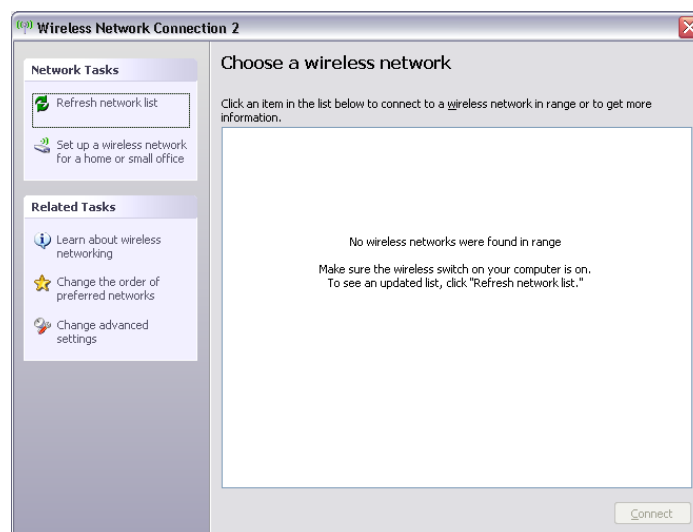 Wireless Network Connection 2
Network Tasks
Refresh network list
Set up a wireless network
for a home or small office
Related Tasks
Learn about wireless
networking
Change the order of
preferred networks
Change advanced
settings
Choose a wireless network
Click an item in the list below to connect to a wireless network in range or to get more
information.
No wireless networks were found in range
Make sure the wireless switch on your computer is on.
To see an updated list, click "Refresh network list."
Connect